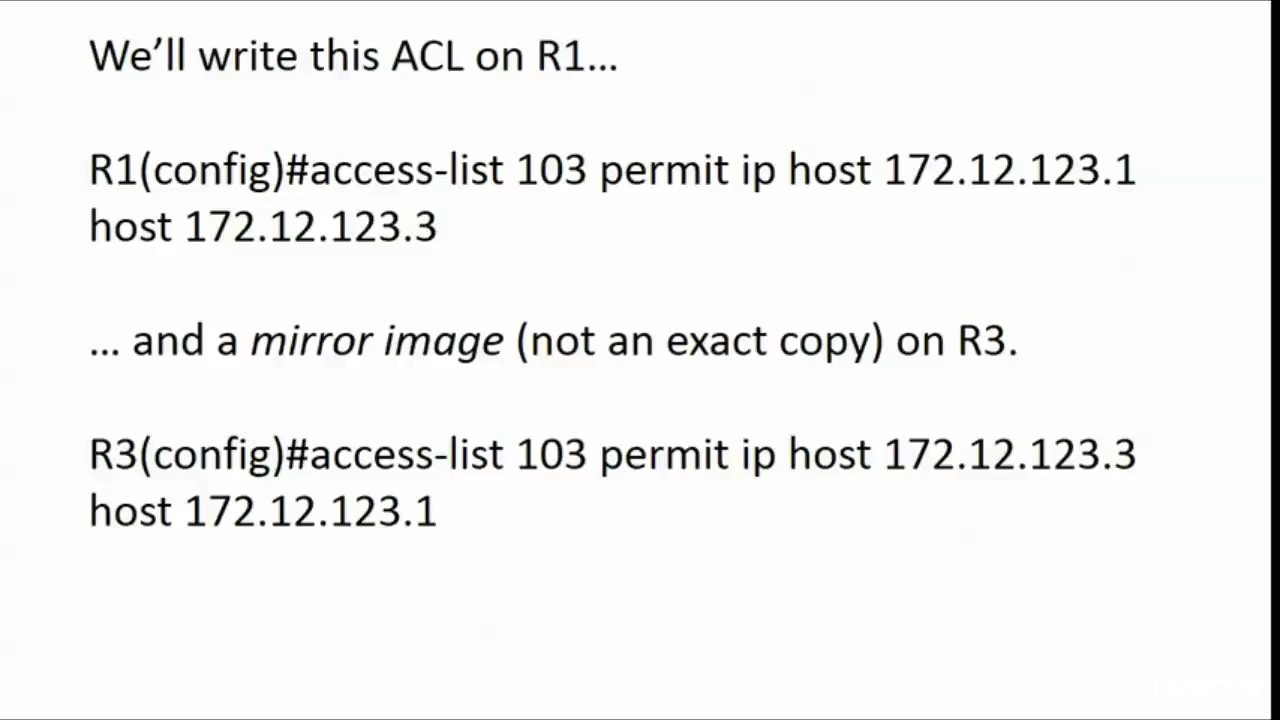 We’ll write this ACL on R1…
R1(config)#access-list 103 permit ip host 172.12.123.1
host 172.12.123.3
… and a mirror image (not an exact copy) on R3.
R3(config)#access-list 103 permit ip host 172.12.123.3
host 172.12.123.1